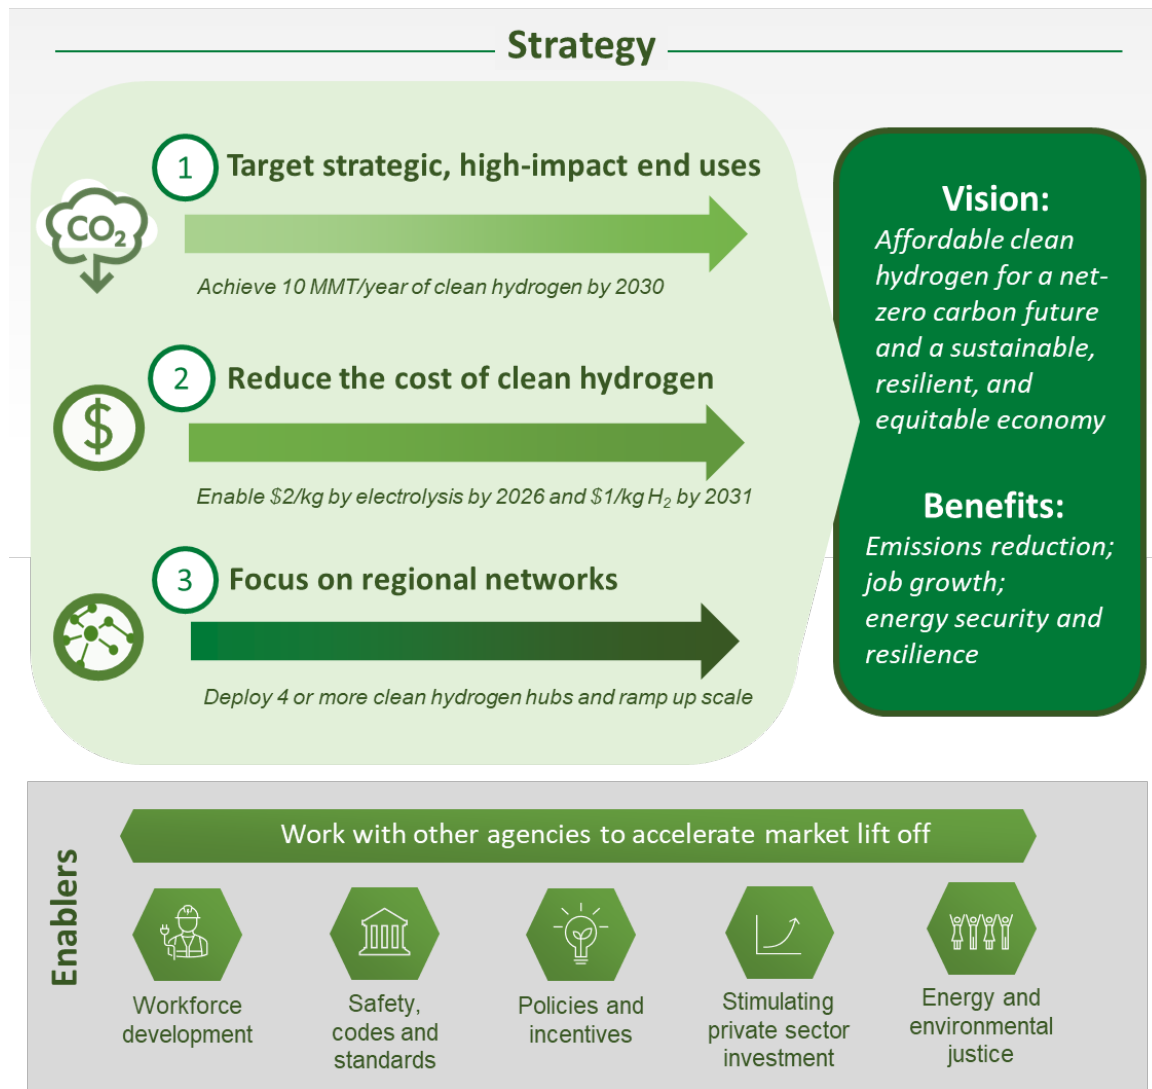 Strategy
1 Target strategic, high-impact end uses
CO₂
Achieve 10 MMT/year of clean hydrogen by 2030
2 Reduce the cost of clean hydrogen
$
Enable $2/kg by electrolysis by 2026 and $1/kg H₂ by 2031
3 Focus on regional networks
Deploy 4 or more clean hydrogen hubs and ramp up scale
Vision:
Affordable clean
hydrogen for a net-
zero carbon future
and a sustainable,
resilient, and
equitable economy
Benefits:
Emissions reduction;
job growth;
energy security and
resilience
Enablers
Work with other agencies to accelerate market lift off
Workforce
development
Safety,
codes and
standards
Policies and
incentives
Stimulating
private sector
investment
Energy and
environmental
justice